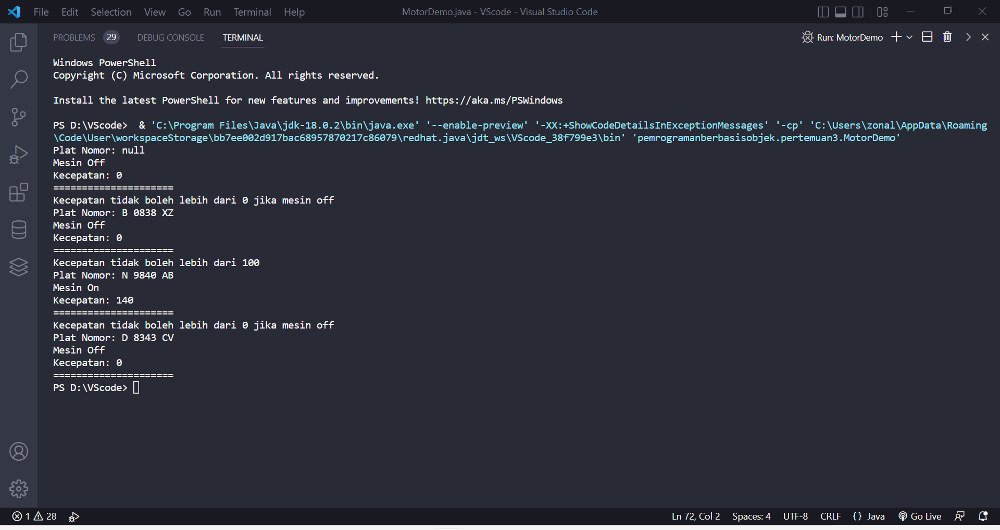 File Edit Selection View Go Run Terminal Help MotorDemo.java - VScode - Visual Studio Code
PROBLEMS 29 DEBUG CONSOLE TERMINAL Run: MotorDemo
Windows PowerShell
Copyright (C) Microsoft Corporation. All rights reserved.
Install the latest PowerShell for new features and improvements! https://aka.ms/PSWindows
PS D:\VScode>  & 'C:\Program Files\Java\jdk-18.0.2\bin\java.exe' '--enable-preview' '-XX:+ShowCodeDetailsInExceptionMessages' '-cp' 'C:\Users\zonal\AppData\Roaming
\Code\User\workspaceStorage\bb7ee002d917bac68957870217c86079\redhat.java\jdt_ws\VScode_38f799e3\bin' 'pemrogramanberbasisobjek.pertemuan3.MotorDemo'
Plat Nomor: null
Mesin Off
Kecepatan: 0
=====================
Kecepatan tidak boleh lebih dari 0 jika mesin off
Plat Nomor: B 0838 XZ
Mesin Off
Kecepatan: 0
=====================
Kecepatan tidak boleh lebih dari 100
Plat Nomor: N 9840 AB
Mesin On
Kecepatan: 140
=====================
Kecepatan tidak boleh lebih dari 0 jika mesin off
Plat Nomor: D 8343 CV
Mesin Off
Kecepatan: 0
=====================
PS D:\VScode>
1 28 Ln 72, Col 2 Spaces: 4 UTF-8 CRLF {} Java Go Live